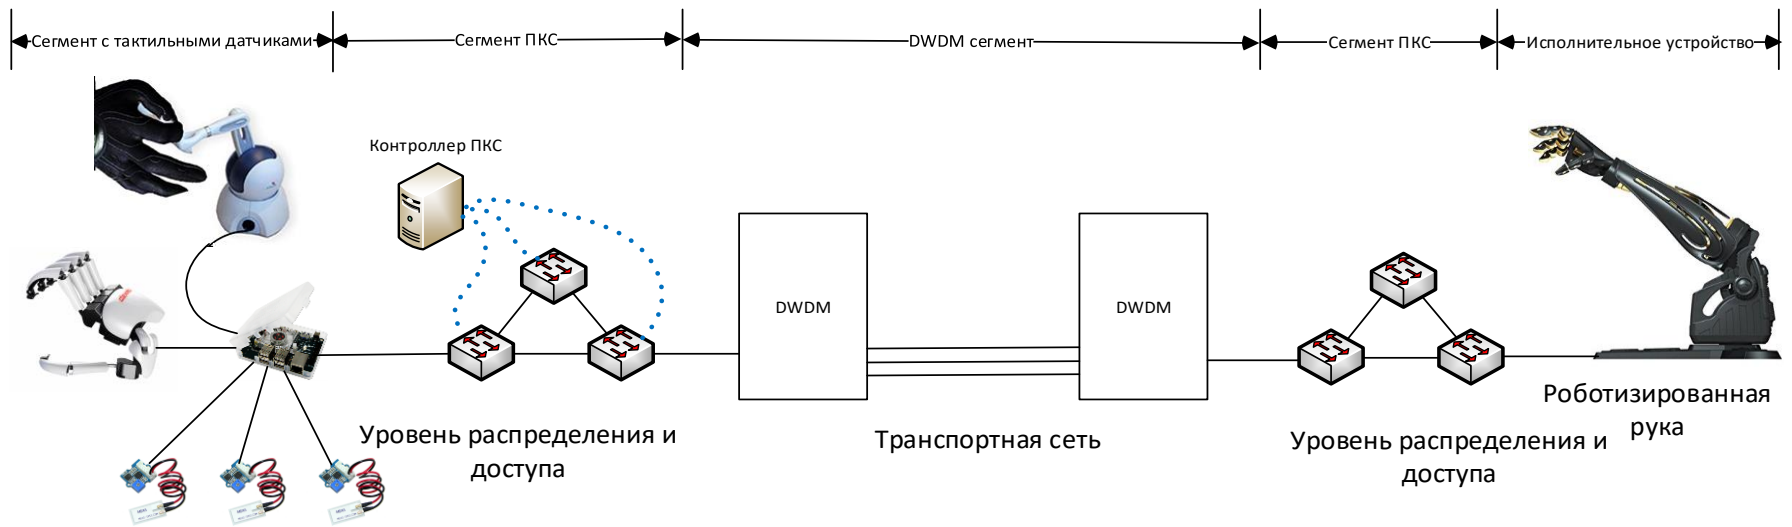 Сегмент с тактильными датчиками
Сегмент ПКС
DWDM сегмент
Сегмент ПКС
Исполнительное устройство
Контроллер ПКС
DWDM
DWDM
Уровень распределения и
доступа
Транспортная сеть
Уровень распределения и
доступа
Роботизированная
рука